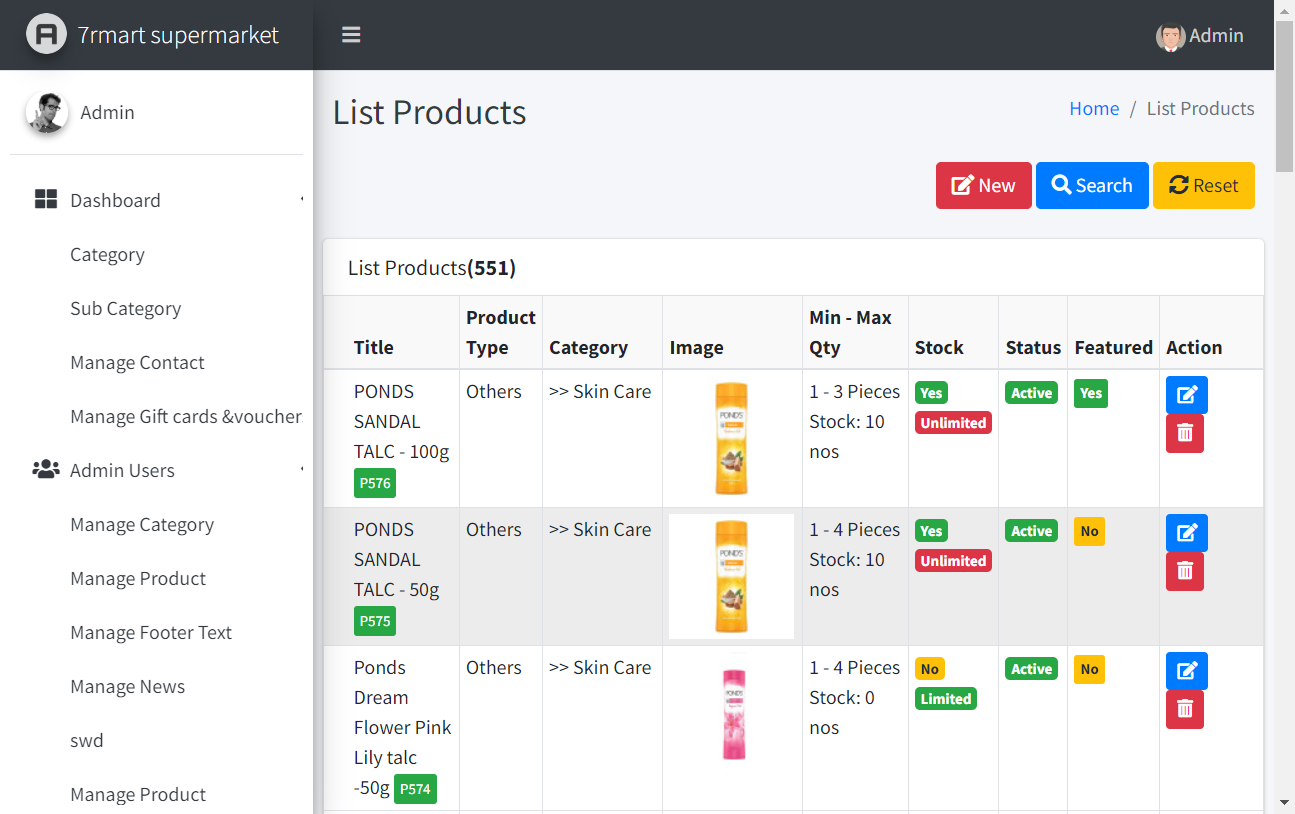 7rmart supermarket
Admin
Admin
Dashboard
Category
Sub Category
Manage Contact
Manage Gift cards &voucher
Admin Users
Manage Category
Manage Product
Manage Footer Text
Manage News
swd
Manage Product
List Products
Home / List Products
New
Search
Reset
List Products(551)
Title
Product
Type
Category
Image
Min - Max
Qty
Stock
Status
Featured
Action
PONDS
SANDAL
TALC - 100g
P576
Others
>> Skin Care
PONDS
1 - 3 Pieces
Stock: 10
nos
Yes
Unlimited
Active
Yes
PONDS
SANDAL
TALC - 50g
P575
Others
>> Skin Care
PONDS
1 - 4 Pieces
Stock: 10
nos
Yes
Unlimited
Active
No
Ponds
Dream
Flower Pink
Lily talc
-50g P574
Others
>> Skin Care
PONDS
1 - 4 Pieces
Stock: 0
nos
No
Limited
Active
No